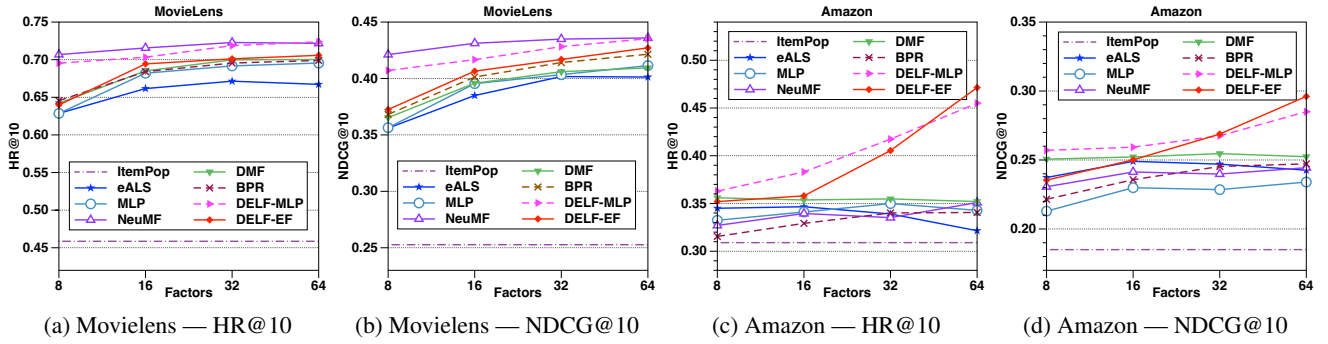 MovieLens
HR@10
0.75
0.70
0.65
0.60
0.55
0.50
0.45
ItemPop
eALS
MLP
NeuMF
DMF
BPR
DELF-MLP
DELF-EF
8
16
32
64
Factors
(a) Movielens — HR@10
MovieLens
NDCG@10
0.45
0.40
0.35
0.30
0.25
ItemPop
eALS
MLP
NeuMF
DMF
BPR
DELF-MLP
DELF-EF
8
16
32
64
Factors
(b) Movielens — NDCG@10
Amazon
HR@10
0.50
0.45
0.40
0.35
0.30
ItemPop
eALS
MLP
NeuMF
DMF
BPR
DELF-MLP
DELF-EF
8
16
32
64
Factors
(c) Amazon — HR@10
Amazon
NDCG@10
0.35
0.30
0.25
0.20
ItemPop
eALS
MLP
NeuMF
DMF
BPR
DELF-MLP
DELF-EF
8
16
32
64
Factors
(d) Amazon — NDCG@10